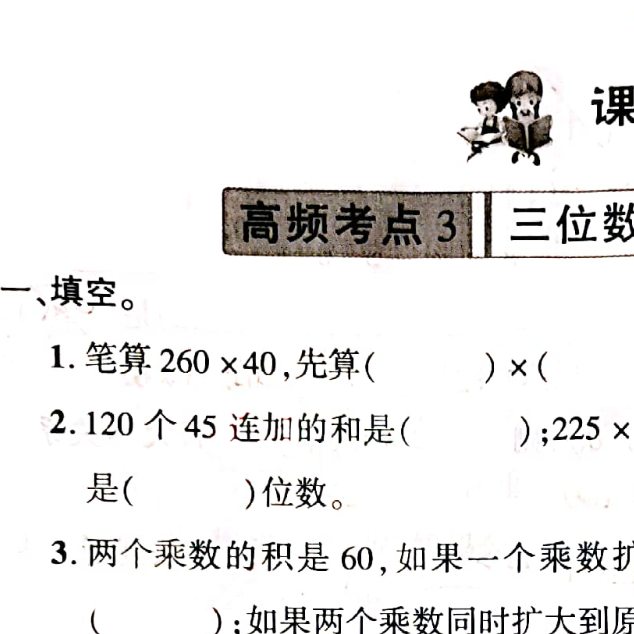 课
高频考点 3 三位数
一、填空。
1. 笔算 260 ×40,先算(    ) × (
2. 120 个 45 连加的和是(    );225 ×
是(    )位数。
3. 两个乘数的积是 60,如果一个乘数扩
(    );如果两个乘数同时扩大到原